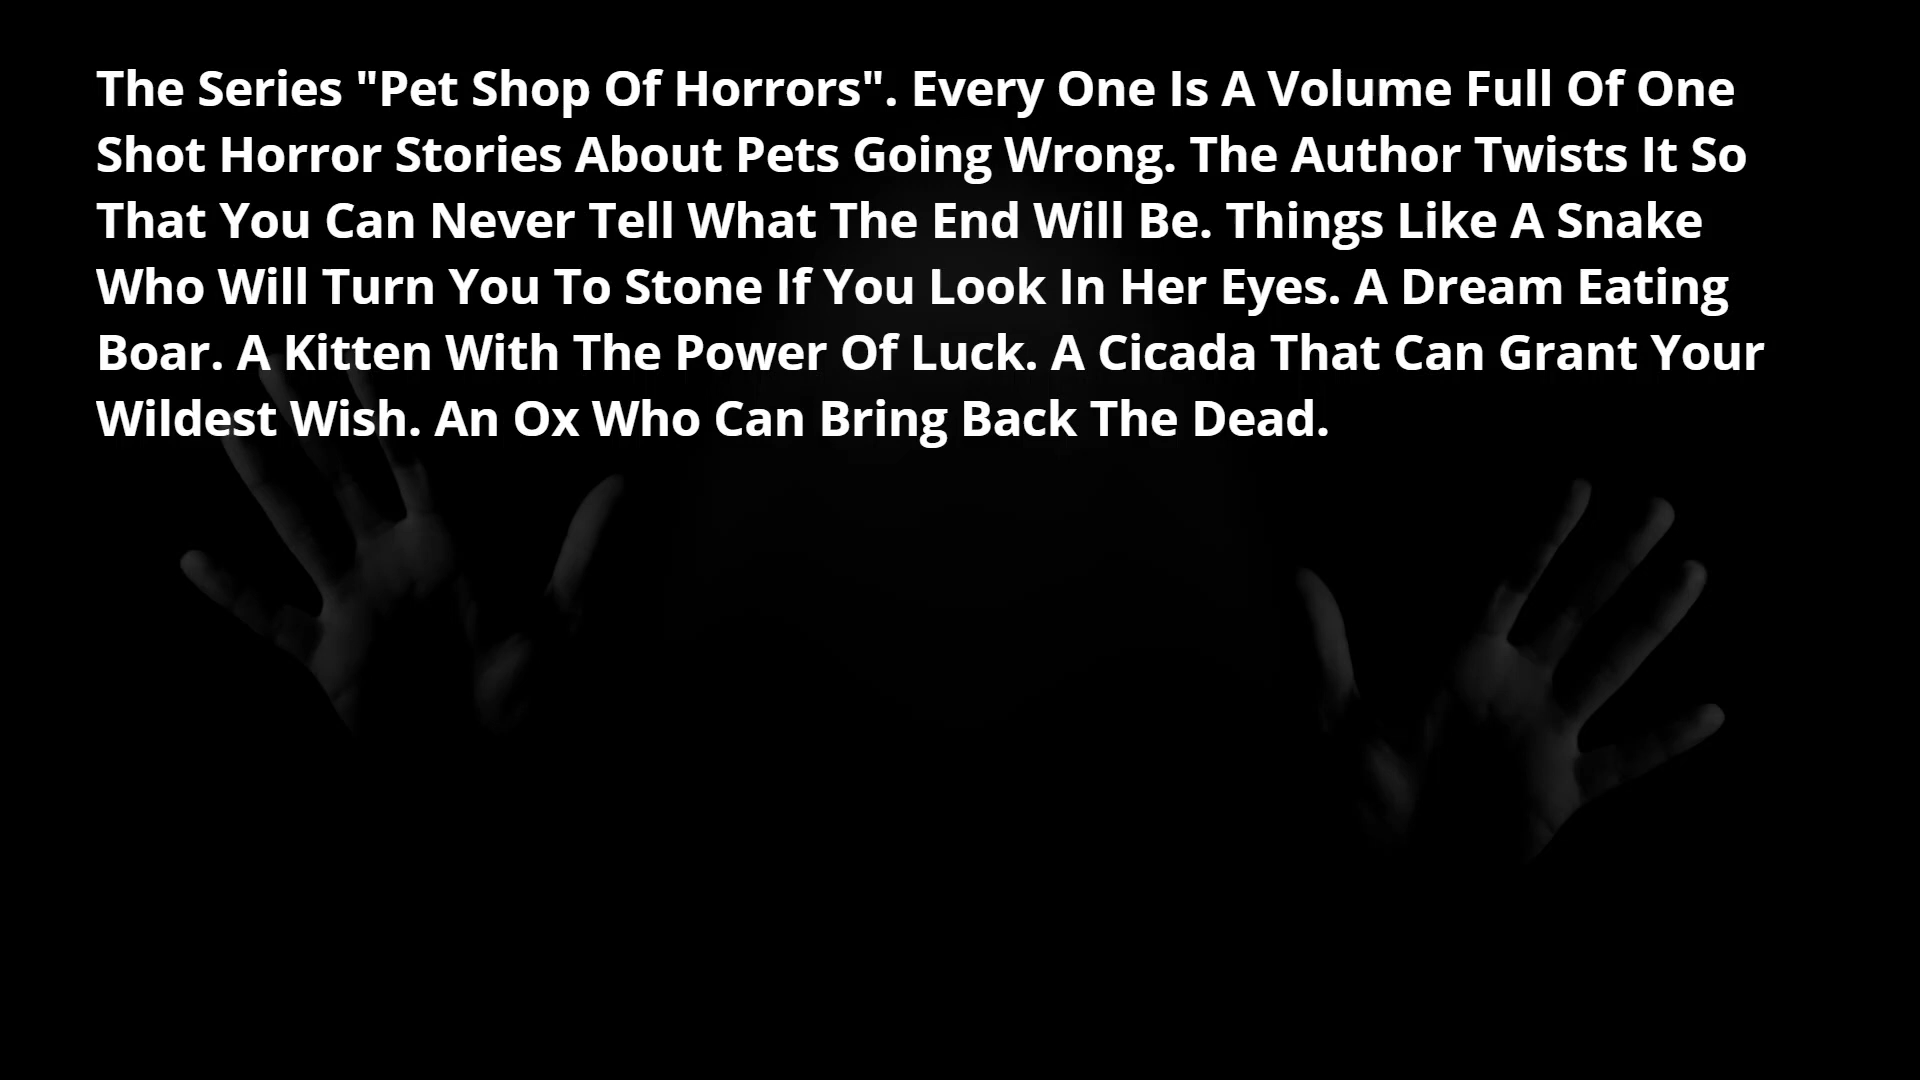 The Series "Pet Shop Of Horrors". Every One Is A Volume Full Of One
Shot Horror Stories About Pets Going Wrong. The Author Twists It So
That You Can Never Tell What The End Will Be. Things Like A Snake
Who Will Turn You To Stone If You Look In Her Eyes. A Dream Eating
Boar. A Kitten With The Power Of Luck. A Cicada That Can Grant Your
Wildest Wish. An Ox Who Can Bring Back The Dead.